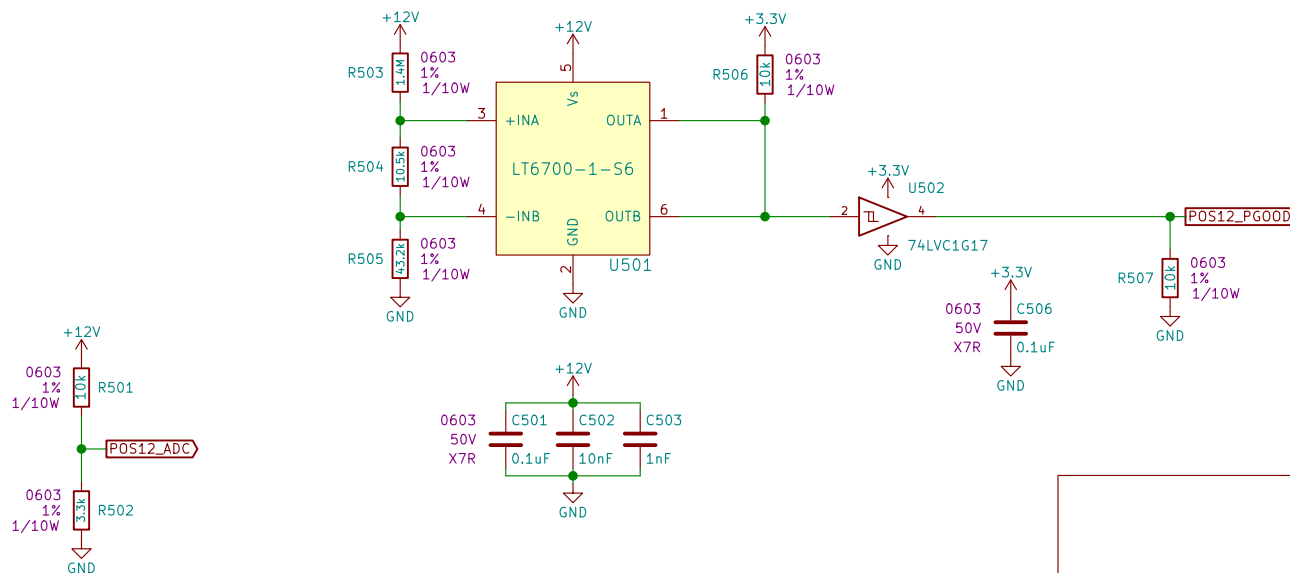 +12V
R503
1.4M
0603
1%
1/10W
R504
10.5k
0603
1%
1/10W
R505
43.2k
0603
1%
1/10W
GND
+12V
5
Vs
3
+INA
OUTA
1
LT6700-1-S6
4
-INB
OUTB
6
GND
2
U501
GND
+3.3V
R506
10k
0603
1%
1/10W
+3.3V
U502
2
4
74LVC1G17
GND
POS12_PGOOD
R507
10k
0603
1%
1/10W
GND
+3.3V
0603
50V
X7R
C506
0.1uF
GND
+12V
0603
1%
1/10W
10k
R501
POS12_ADC
0603
1%
1/10W
3.3k
R502
GND
+12V
0603
50V
X7R
C501
0.1uF
C502
10nF
C503
1nF
GND